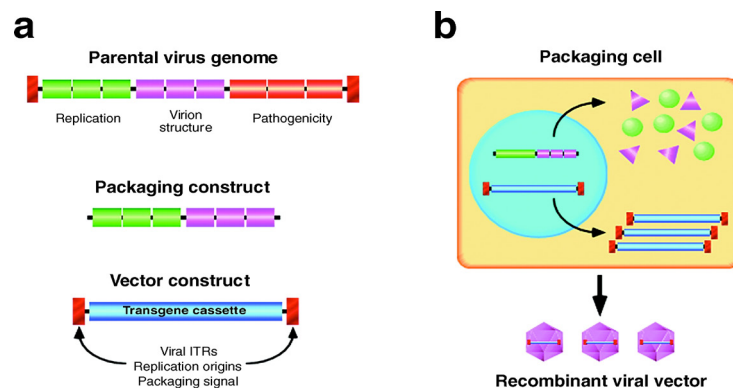 a
Parental virus genome
Replication
Virion
structure
Pathogenicity
Packaging construct
Vector construct
Transgene cassette
Viral ITRs
Replication origins
Packaging signal
b
Packaging cell
Recombinant viral vector